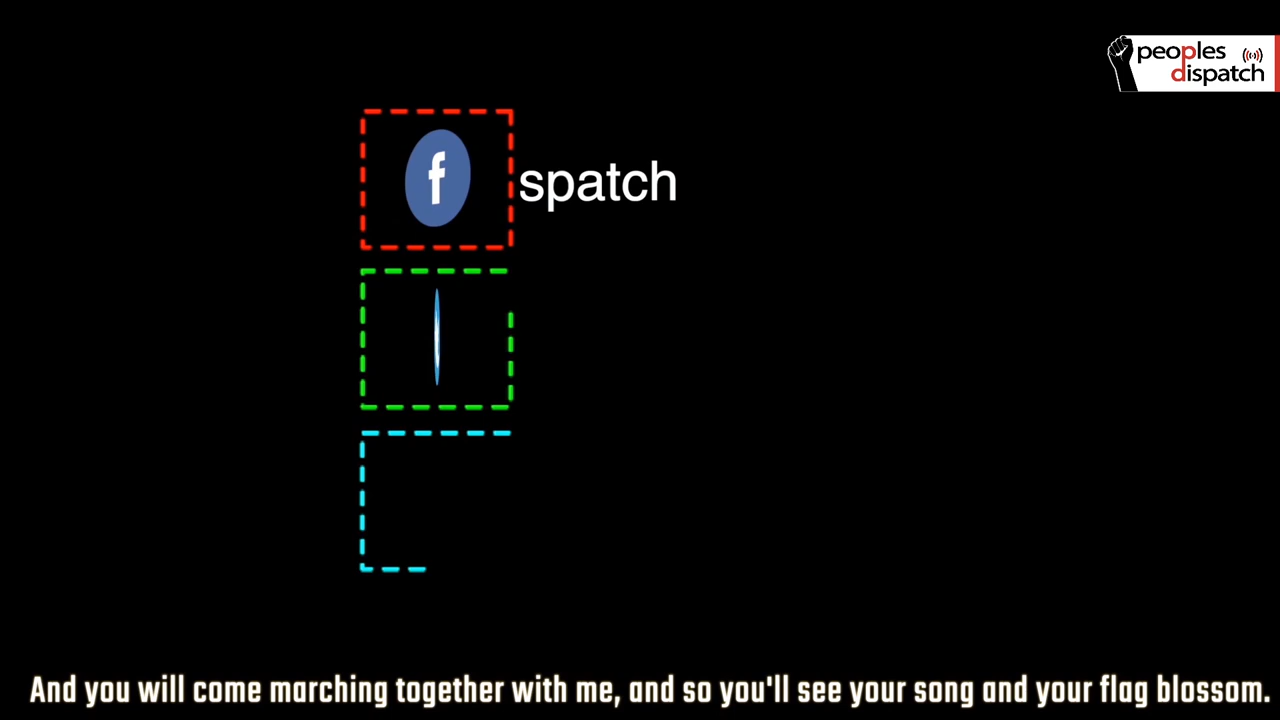 peoples
dispatch
f
spatch
And you will come marching together with me, and so you'll see your song and your flag blossom.